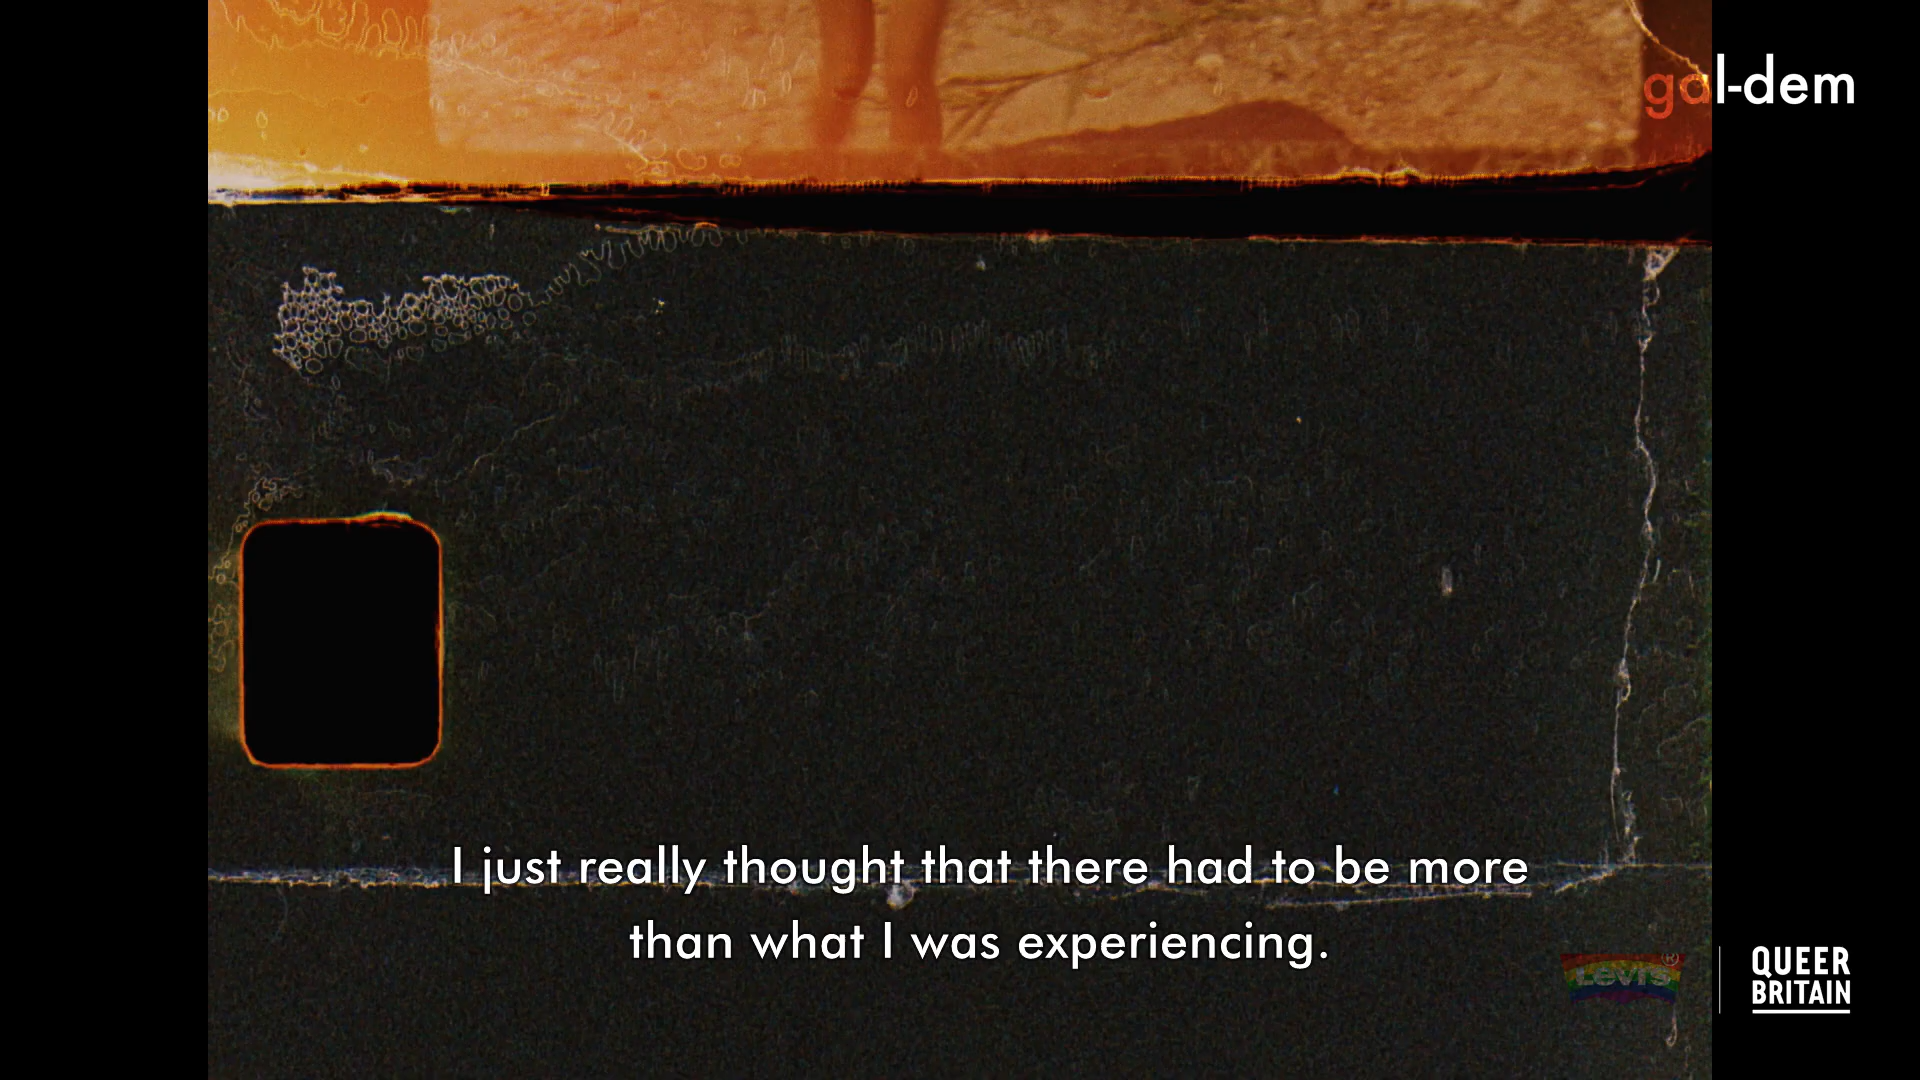 gal-dem
I just really thought that there had to be more
than what I was experiencing.
Levi's®
QUEER
BRITAIN